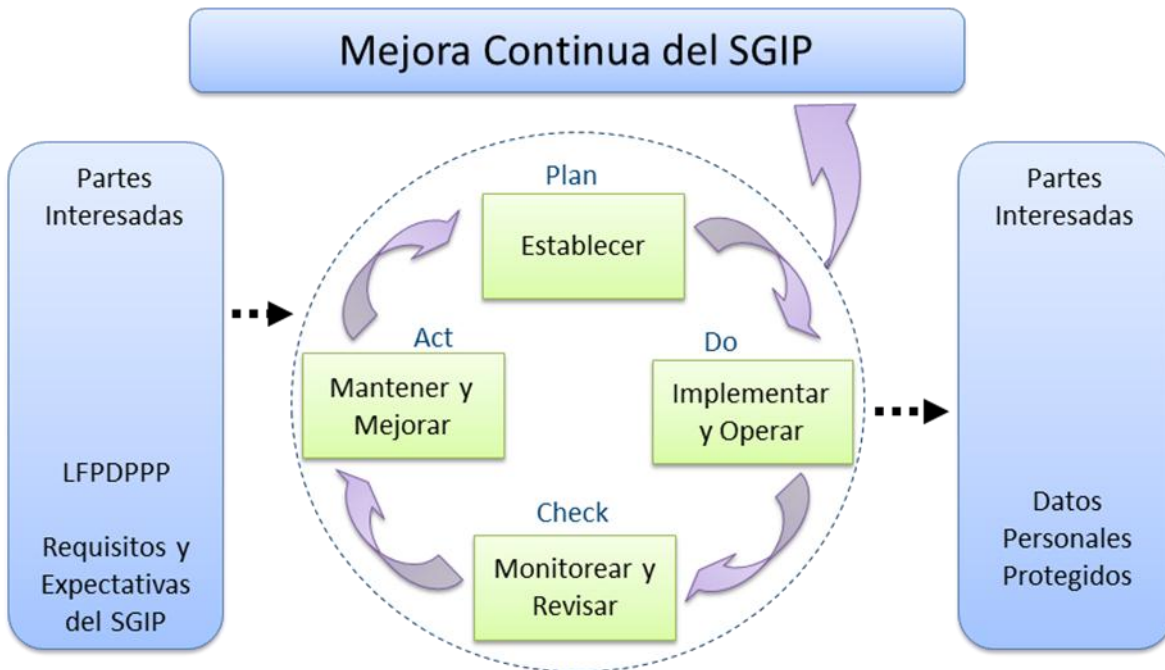 Mejora Continua del SGIP
Partes
Interesadas
LFPDPPP
Requisitos y
Expectativas
del SGIP
Plan
Establecer
Act
Mantener y
Mejorar
Do
Implementar
y Operar
Check
Monitorear y
Revisar
Partes
Interesadas
Datos
Personales
Protegidos